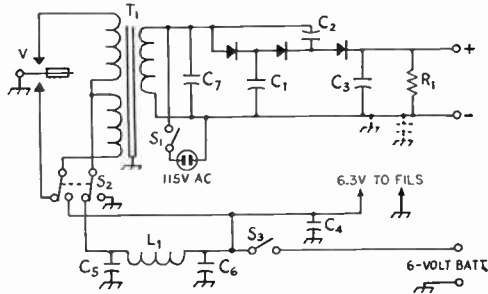 T1
C2
V
+
C7
C1
C3
R1
S1
-
115V AC
S2
6.3V TO FILS
C4
L1
S3
C5
C6
6-VOLT BATT.